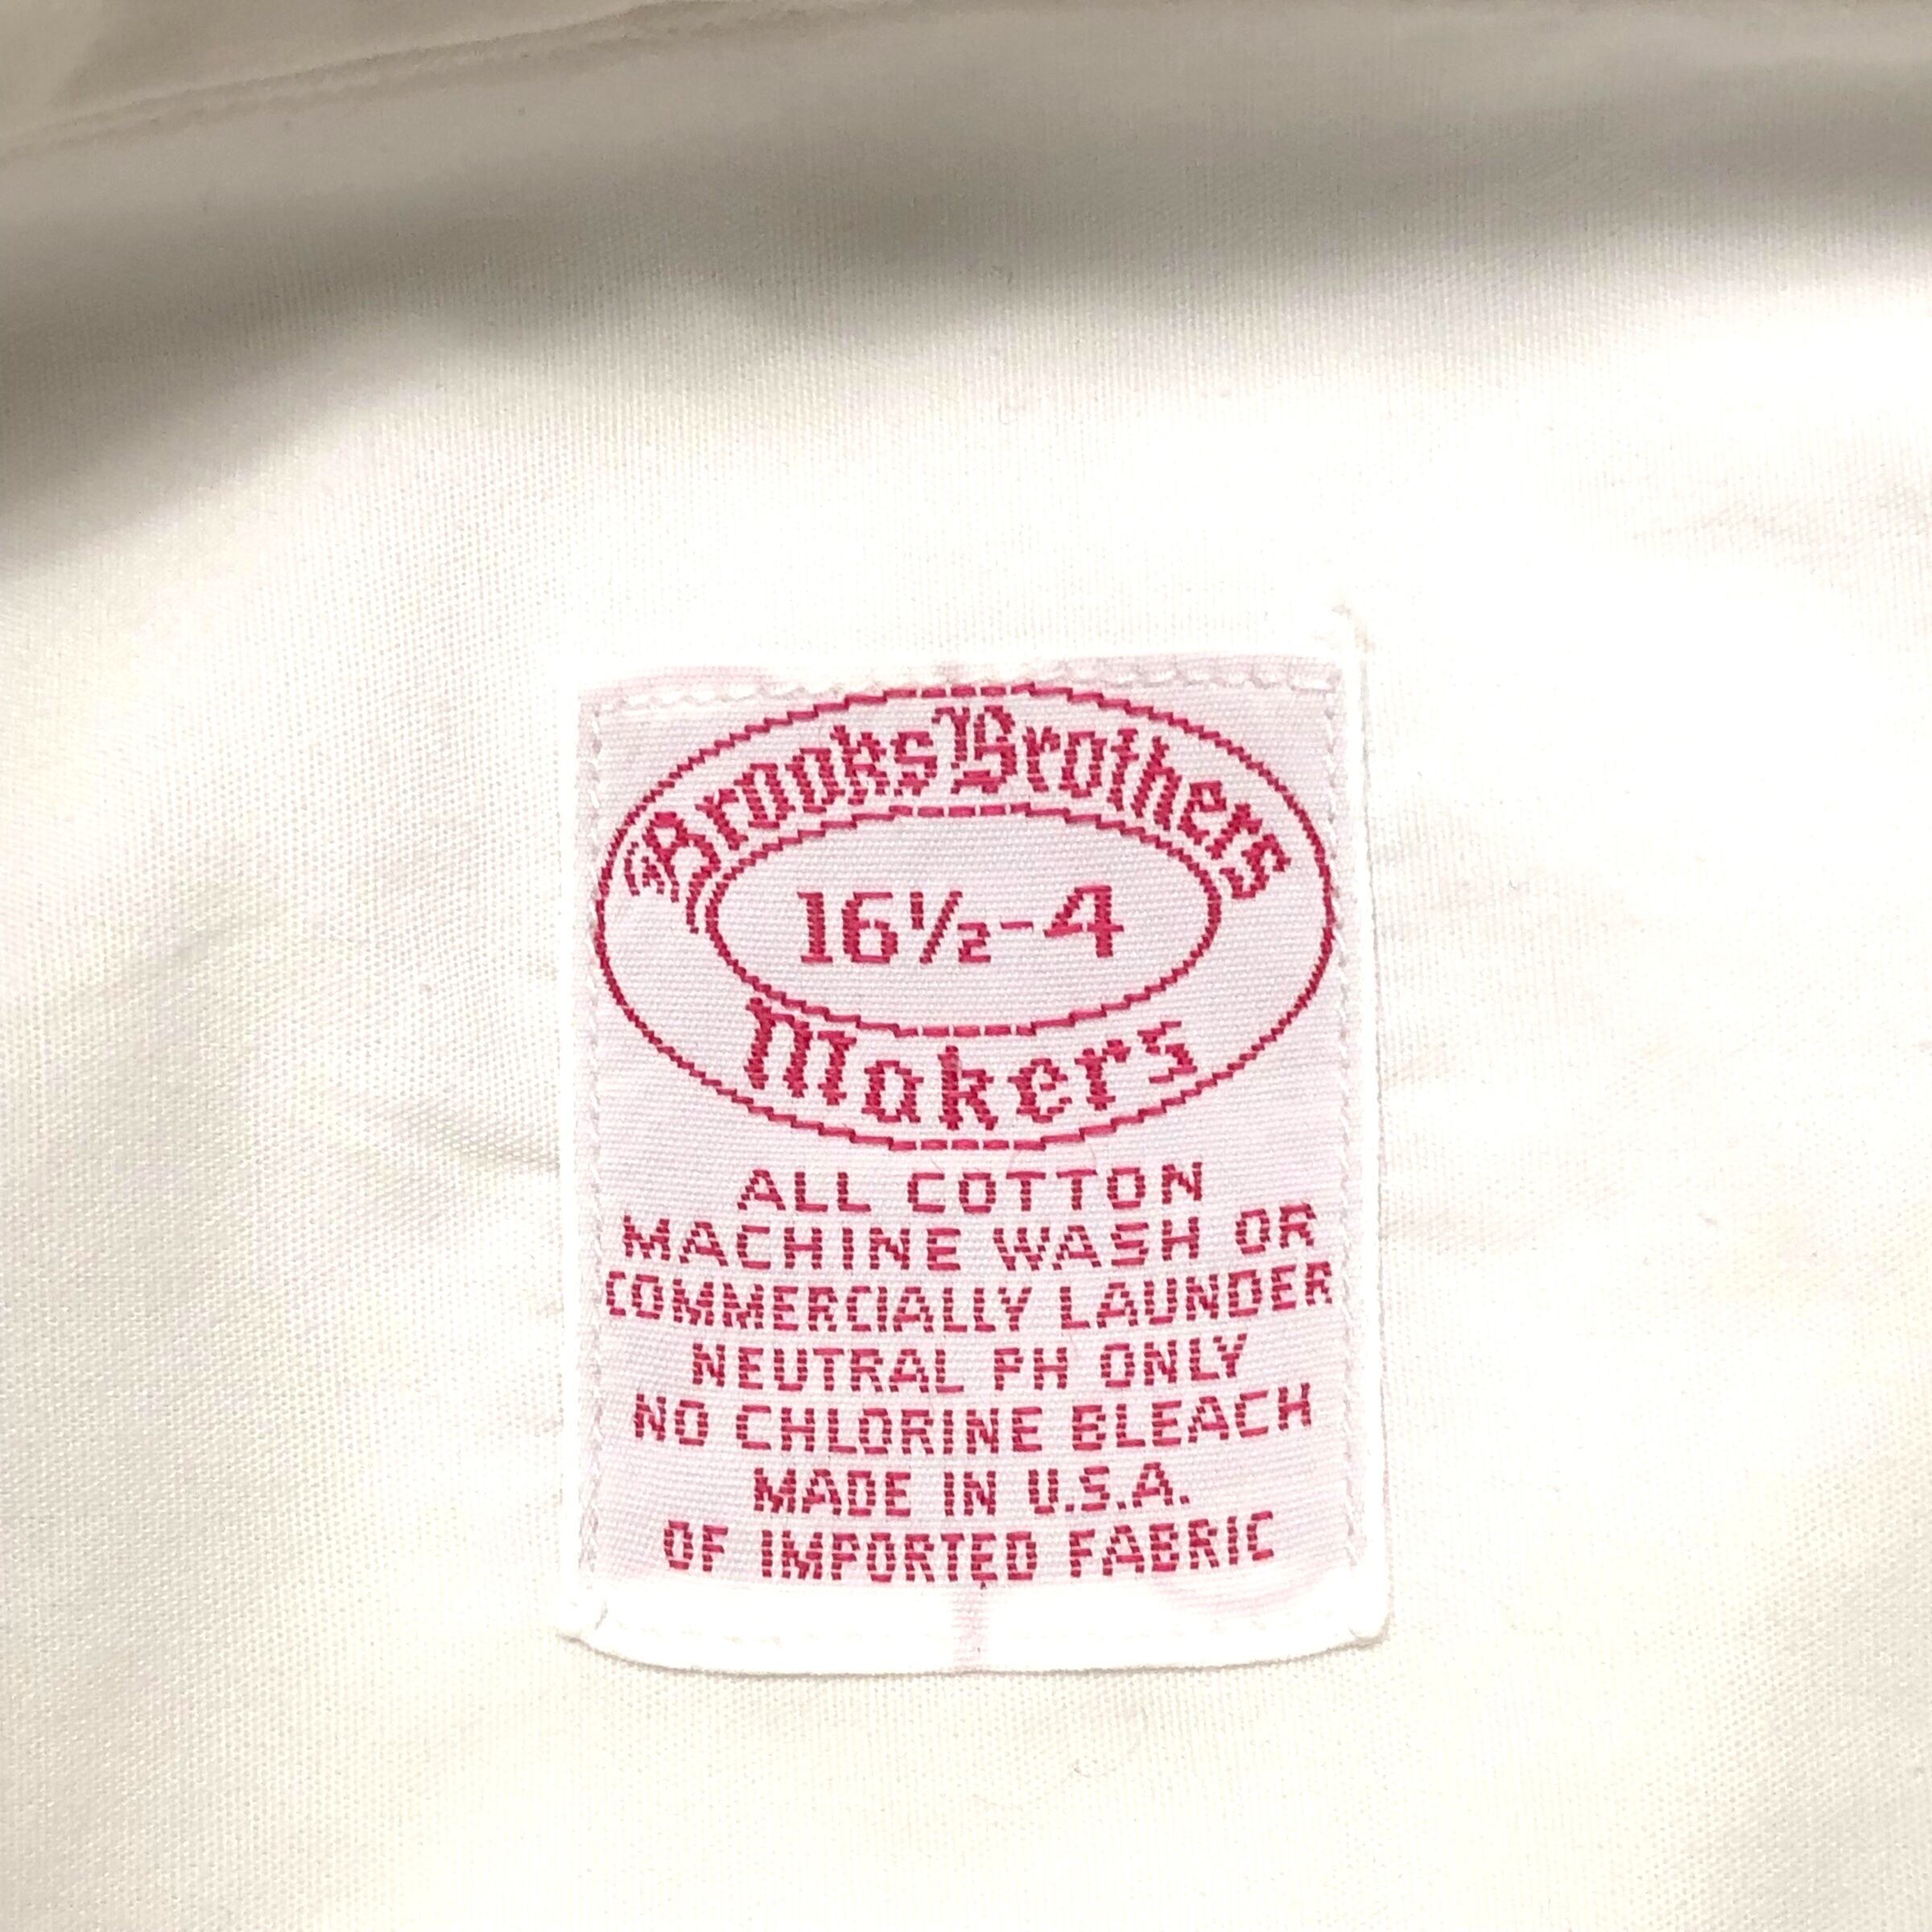 Brooks Brothers
16½-4
Makers
ALL COTTON
MACHINE WASH OR
COMMERCIALLY LAUNDER
NEUTRAL PH ONLY
NO CHLORINE BLEACH
MADE IN U.S.A.
OF IMPORTED FABRIC